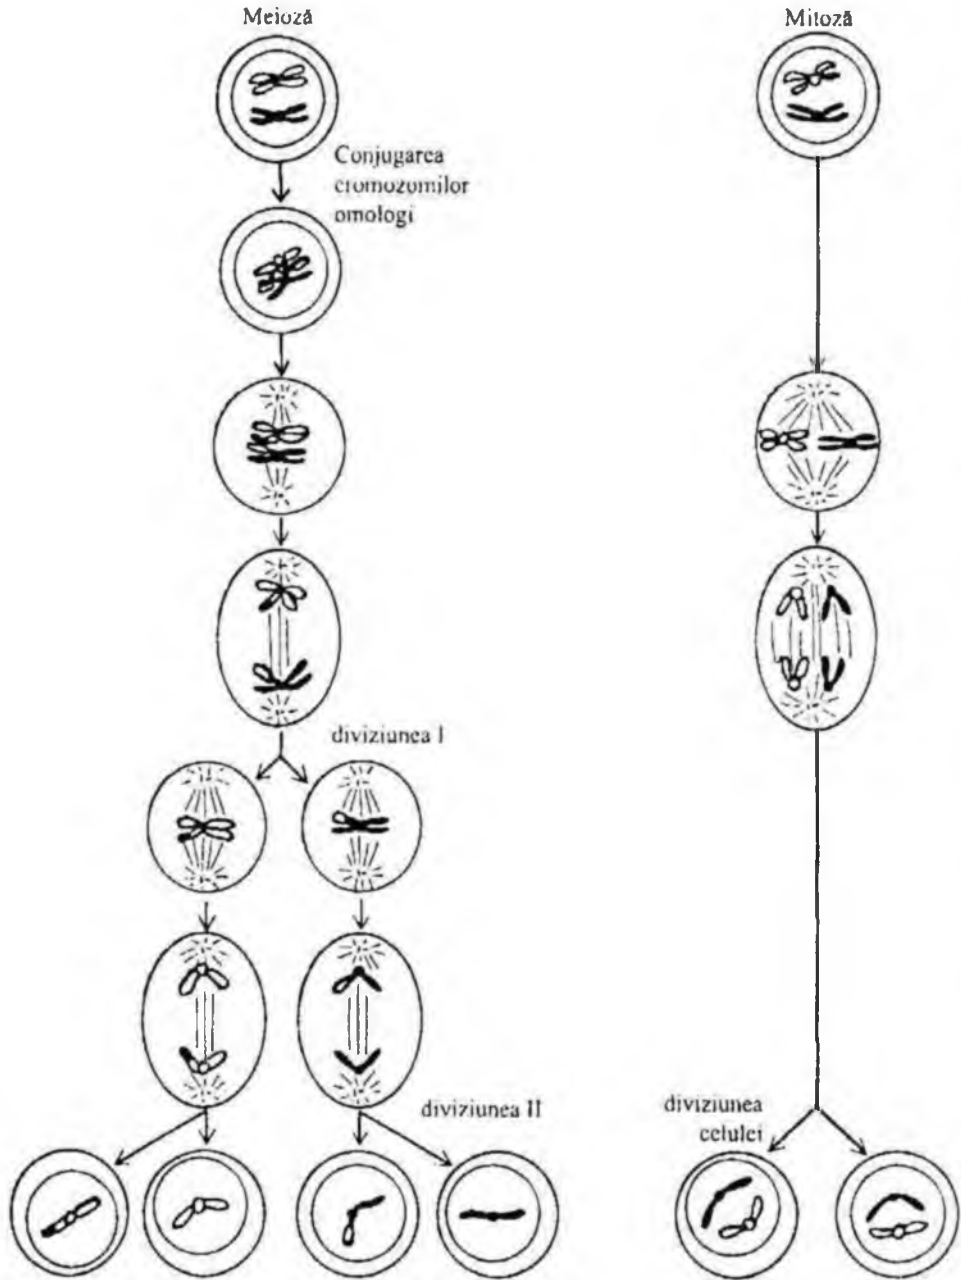 Meioză
Mitoză
Conjugarea
cromozomilor
omologi
diviziunea I
diviziunea II
diviziunea
celulei